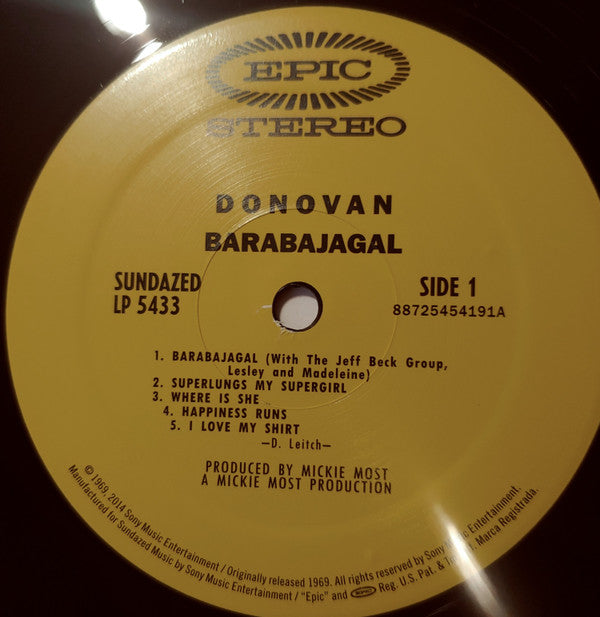 EPIC
STEREO
DONOVAN
BARABAJAGAL
SUNDAZED
LP 5433
SIDE 1
88725454191A
1. BARABAJAGAL (With The Jeff Beck Group,
Lesley and Madeleine)
2. SUPERLUNGS MY SUPERGIRL
3. WHERE IS SHE
4. HAPPINESS RUNS
5. I LOVE MY SHIRT
—D. Leitch—
PRODUCED BY MICKIE MOST
A MICKIE MOST PRODUCTION
© 1969, 2014 Sony Music Entertainment / Originally released 1969. All rights reserved by Sony Music Entertainment.
Manufactured for Sundazed Music by Sony Music Entertainment / "Epic" and EPIC Reg. U.S. Pat. & Marca Registrada.